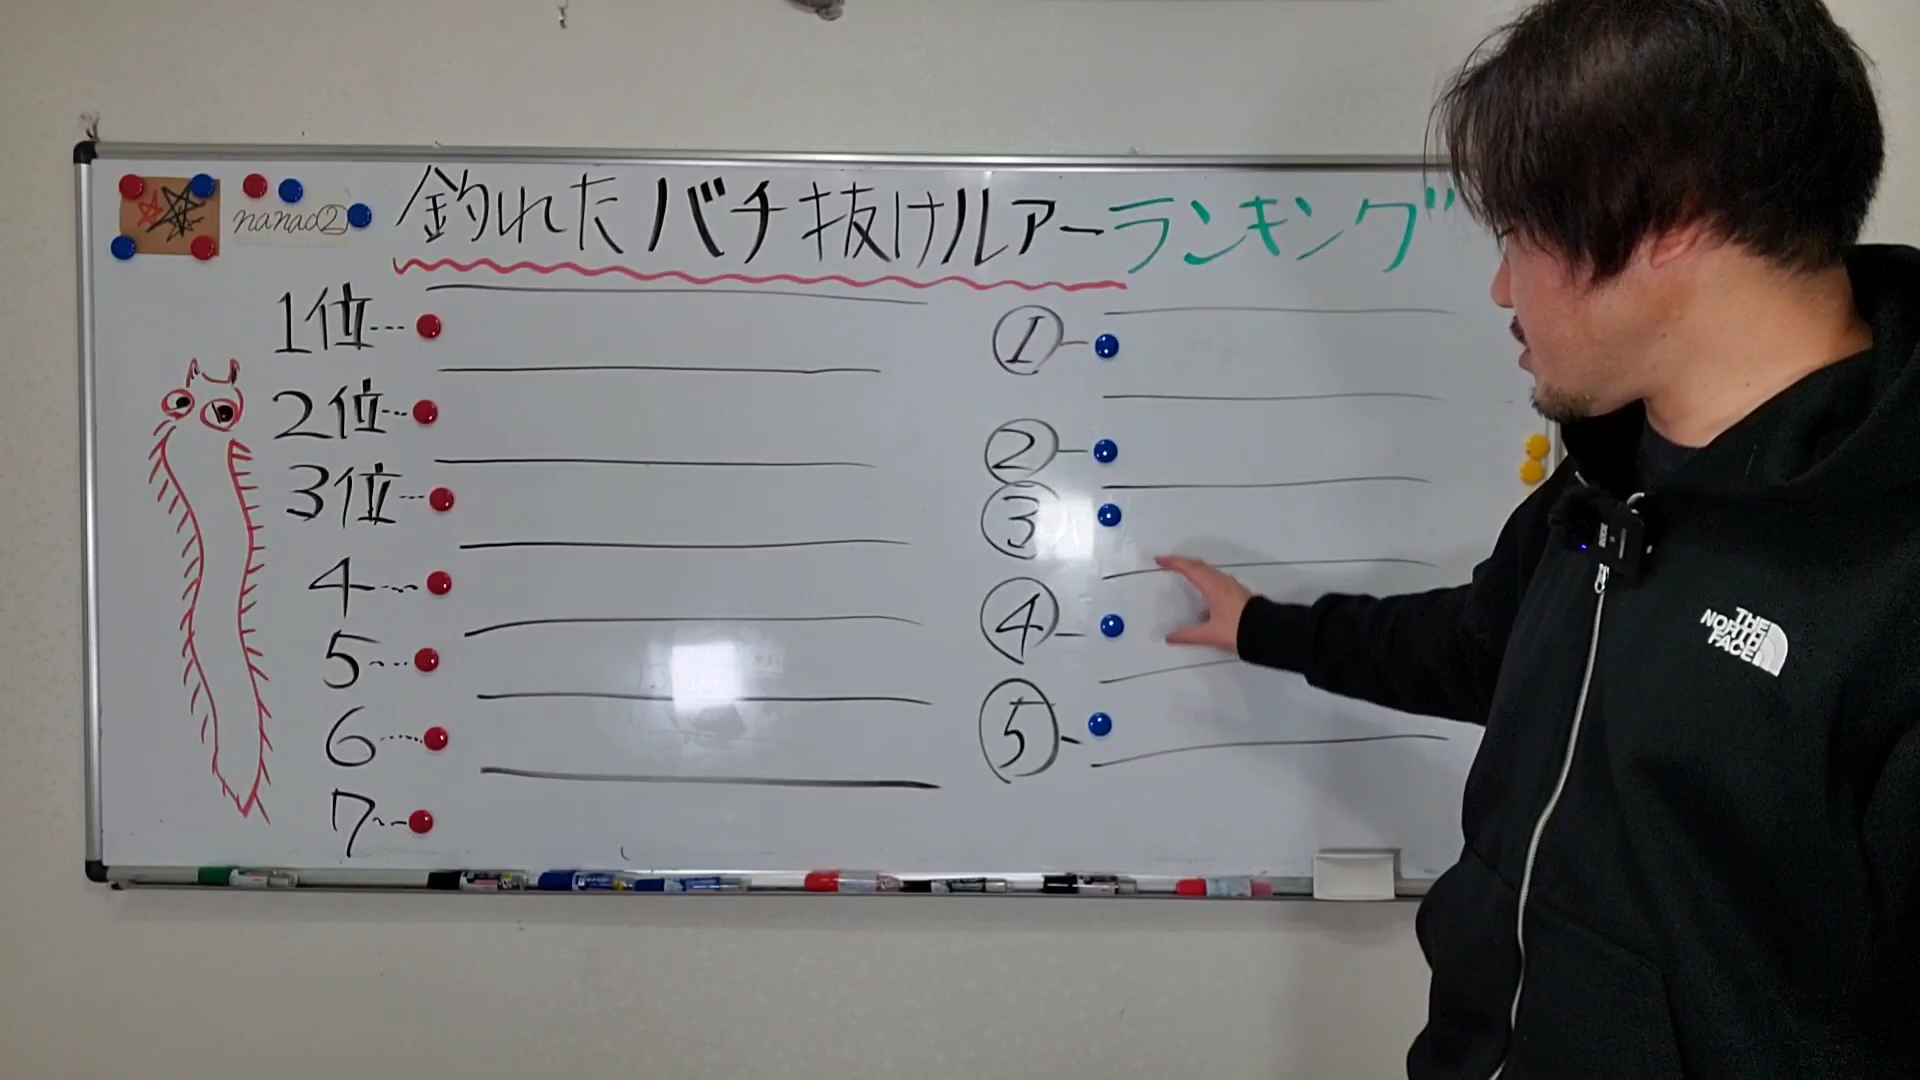 釣れたバチ抜けルアーランキング
nanao②
1位
2位
3位
4
5
6
7
①
②
③
④
⑤
THE
NORTH
FACE